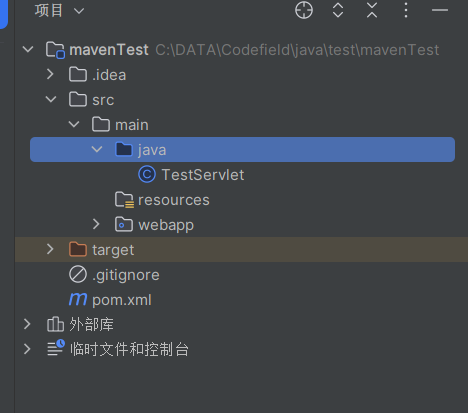 项目
mavenTest C:\DATA\Codefield\java\test\mavenTest
.idea
src
main
java
TestServlet
resources
webapp
target
.gitignore
pom.xml
外部库
临时文件和控制台